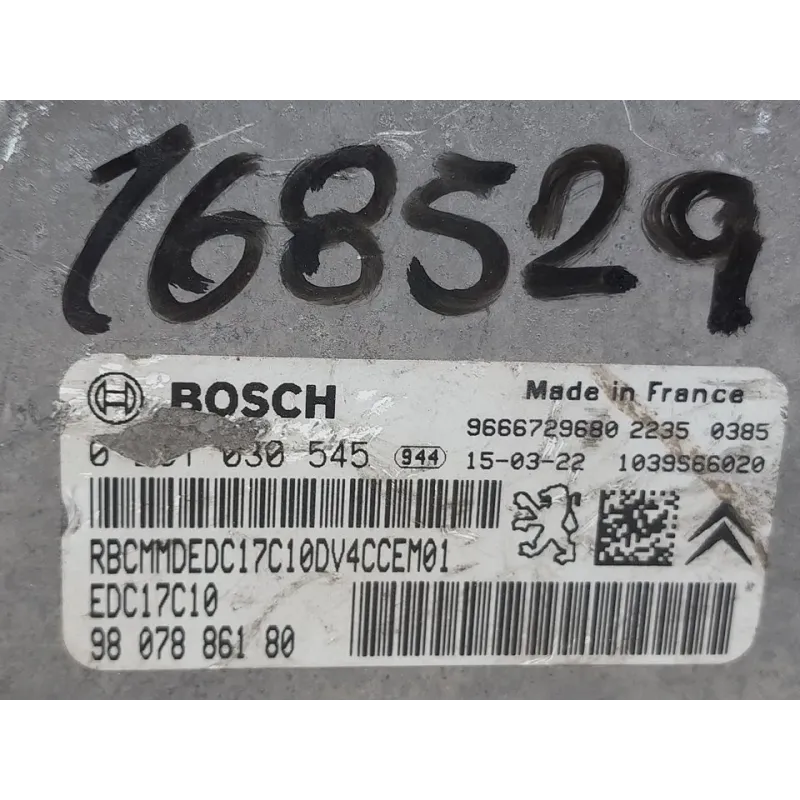 168529
BOSCH
Made in France
9666729680 2235 0385
0 030 545 944 15-03-22 1039S66020
RBCMMDEDC17C10DV4CCEM01
EDC17C10
98 078 861 80